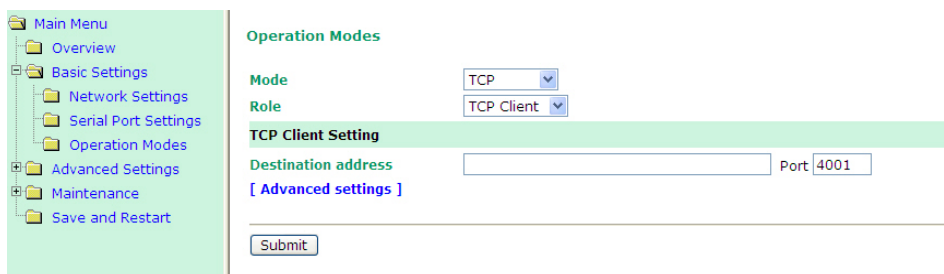 Main Menu
Overview
Basic Settings
Network Settings
Serial Port Settings
Operation Modes
Advanced Settings
Maintenance
Save and Restart
Operation Modes
Mode TCP
Role TCP Client
TCP Client Setting
Destination address Port 4001
[ Advanced settings ]
Submit